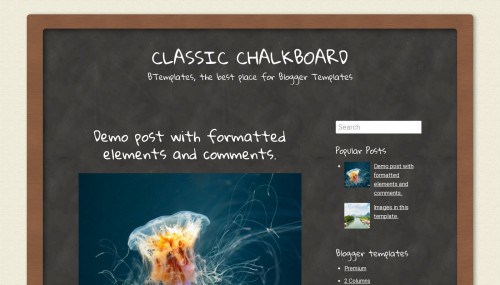 CLASSIC CHALKBOARD
BTemplates, the best place for Blogger Templates
Demo post with formatted
elements and comments.
Search
Popular Posts
Demo post with
formatted
elements and
comments.
Images in this
template.
Blogger templates
Premium
2 Columns